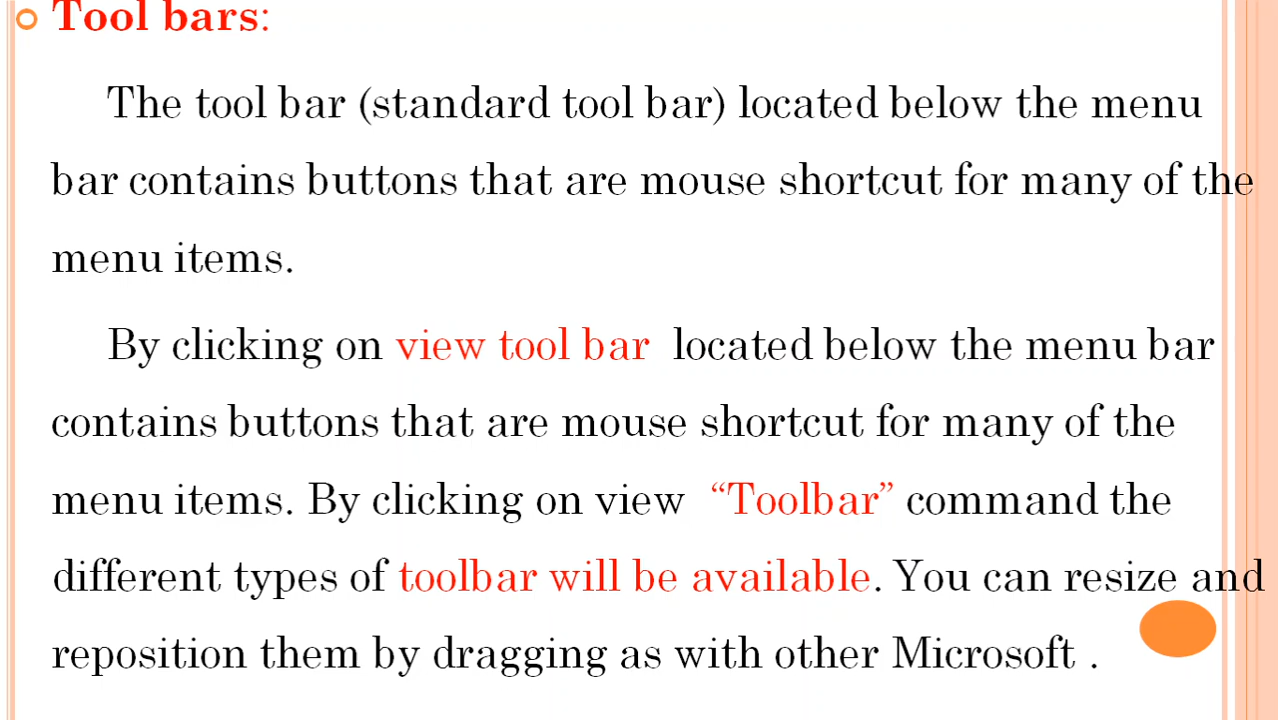 Tool bars:
The tool bar (standard tool bar) located below the menu
bar contains buttons that are mouse shortcut for many of the
menu items.
By clicking on view tool bar located below the menu bar
contains buttons that are mouse shortcut for many of the
menu items. By clicking on view “Toolbar” command the
different types of toolbar will be available. You can resize and
reposition them by dragging as with other Microsoft .